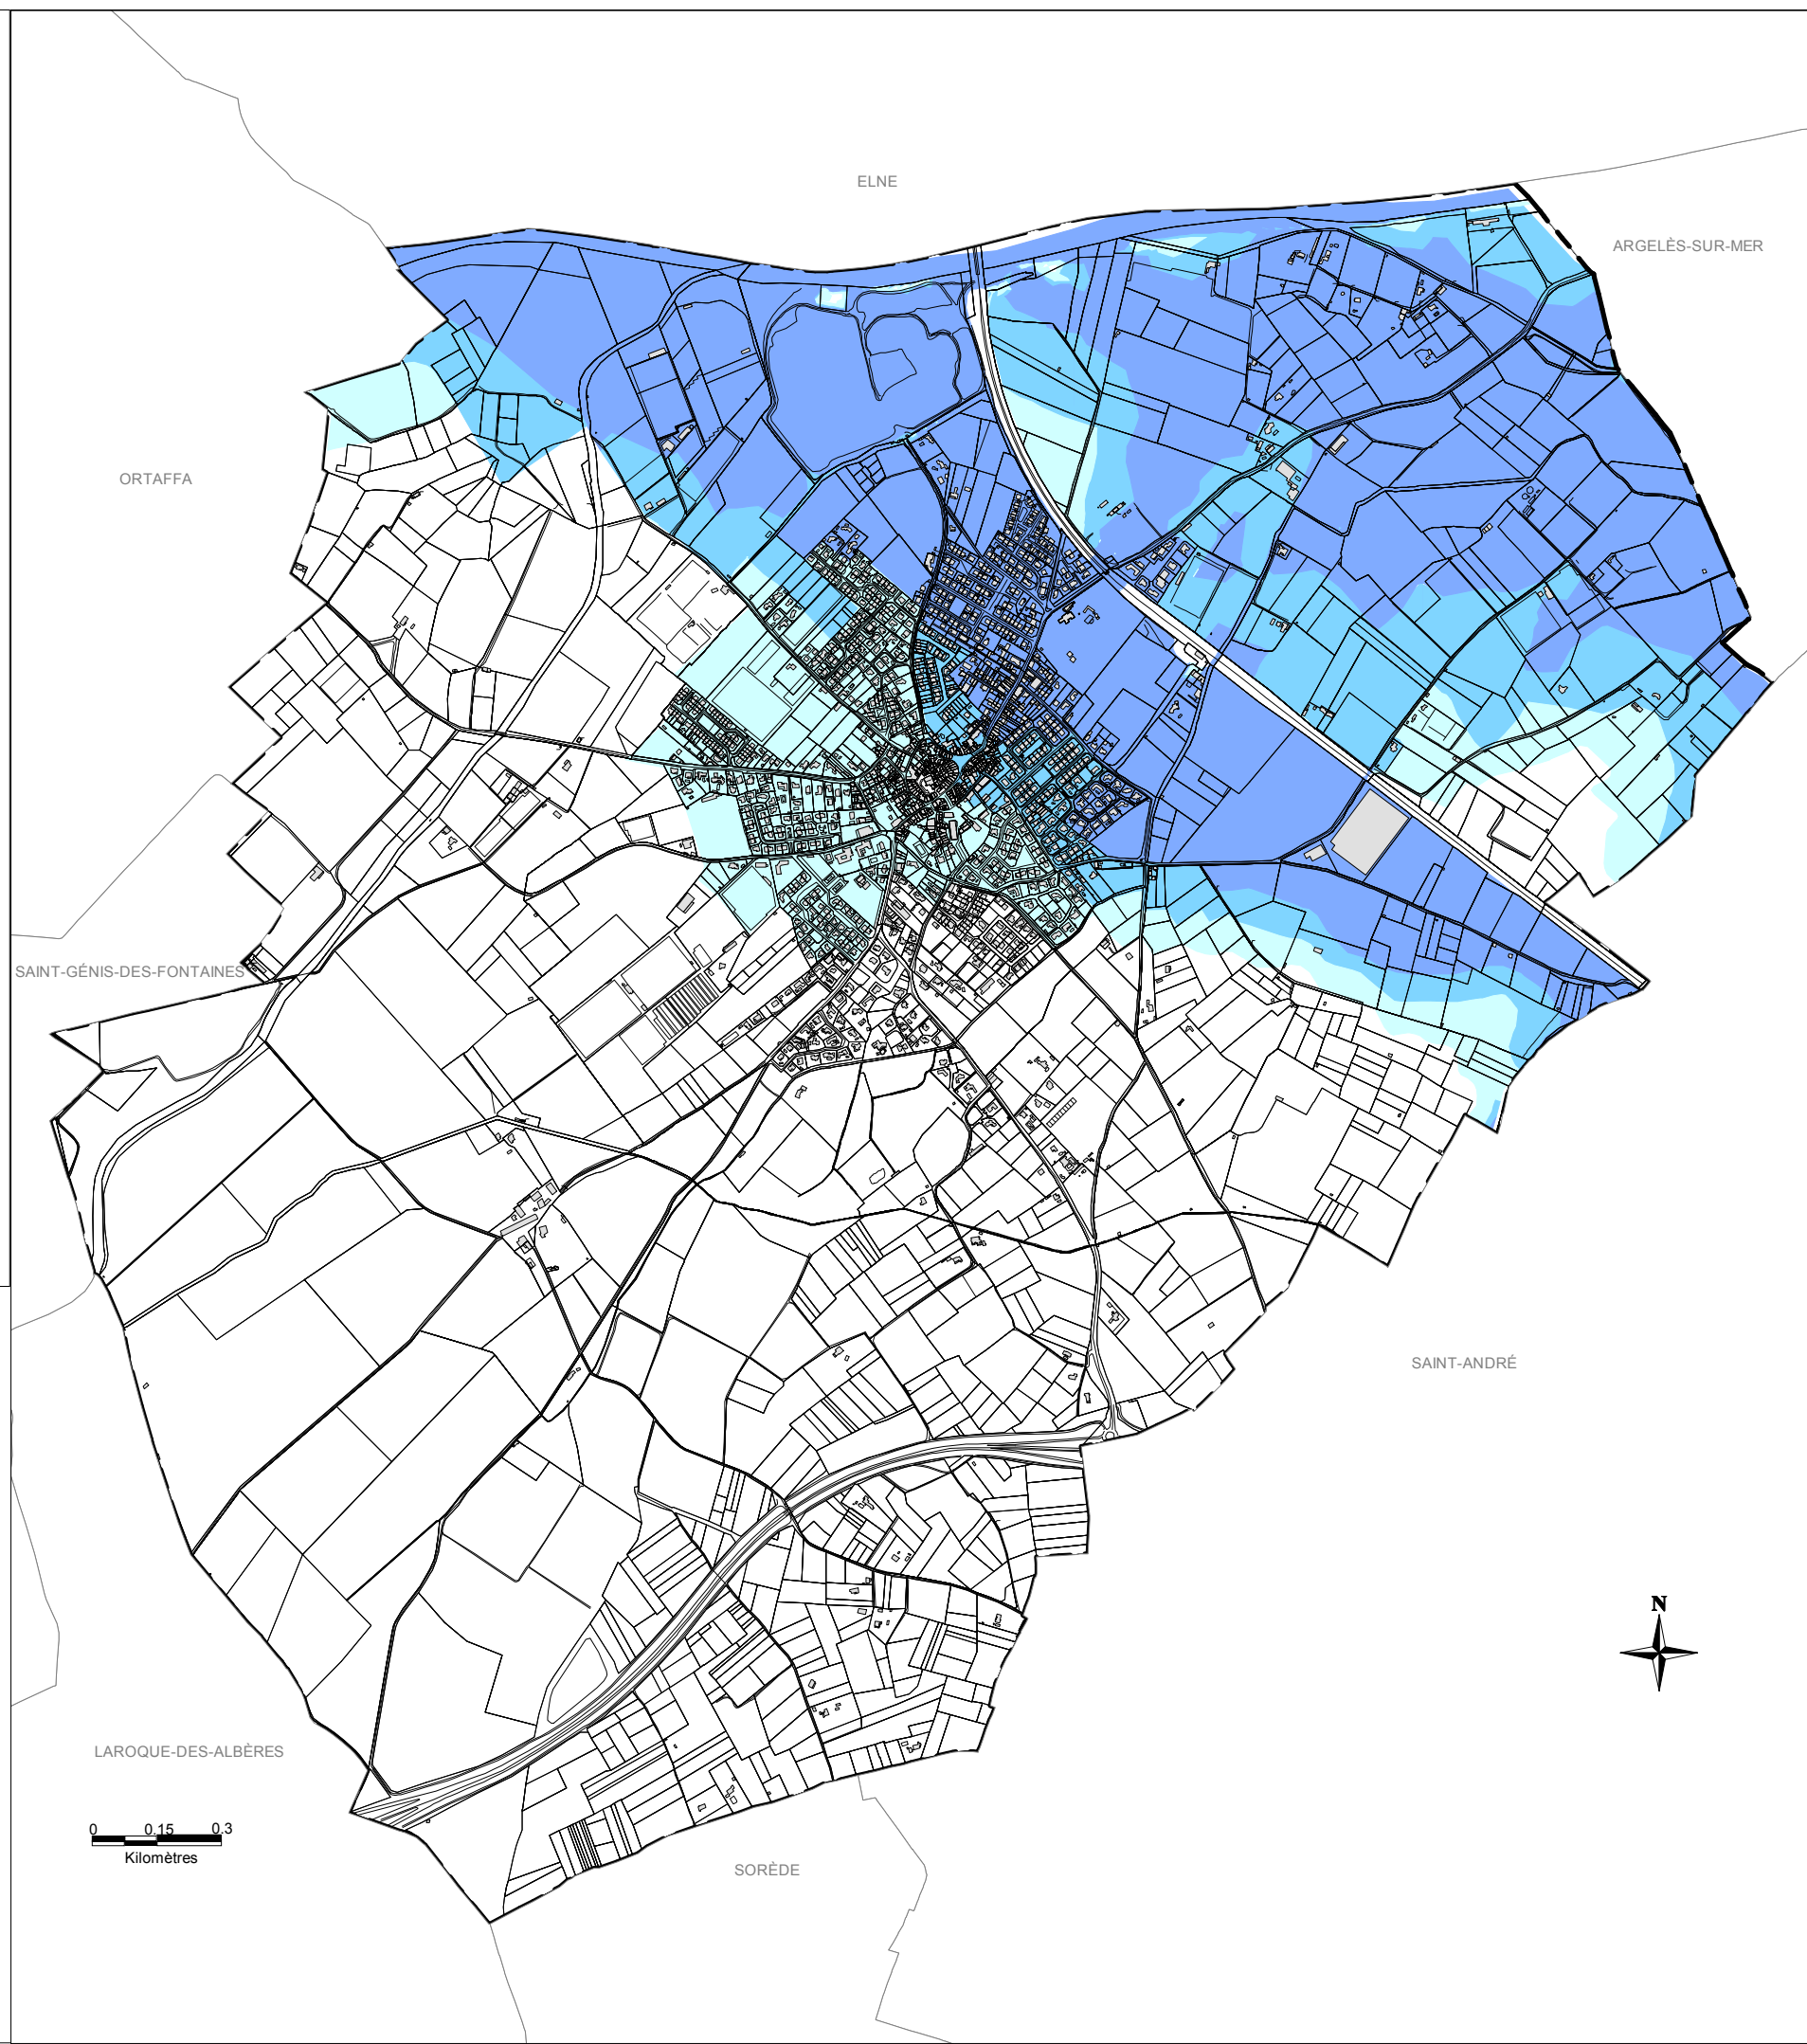 ELNE
ARGELÈS-SUR-MER
ORTAFFA
SAINT-GÉNIS-DES-FONTAINES
SAINT-ANDRÉ
N
LAROQUE-DES-ALBÈRES
0 0.15 0.3
Kilomètres
SORÈDE